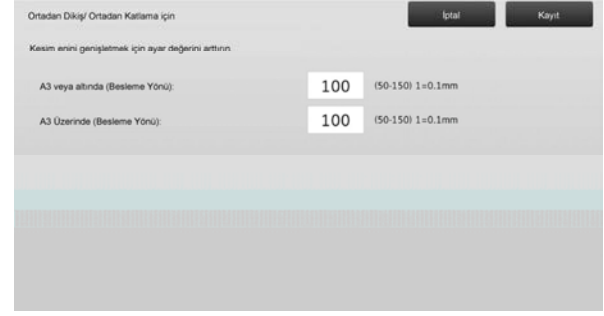 Ortadan Dikiş/ Ortadan Katlama için
İptal
Kayıt
Kesim enini genişletmek için ayar değerini arttırın
A3 veya altında (Besleme Yönü):
100
(50-150) 1=0.1mm
A3 Üzerinde (Besleme Yönü):
100
(50-150) 1=0.1mm